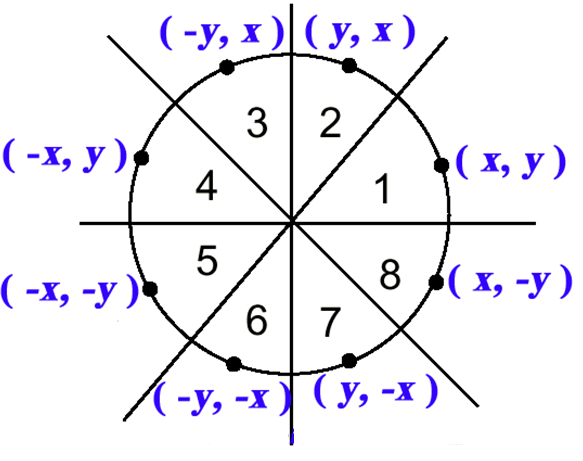 ( -y, x ) ( y, x )
3 2
( -x, y ) ( x, y )
4 1
5 8
( -x, -y ) ( x, -y )
6 7
( -y, -x ) ( y, -x )